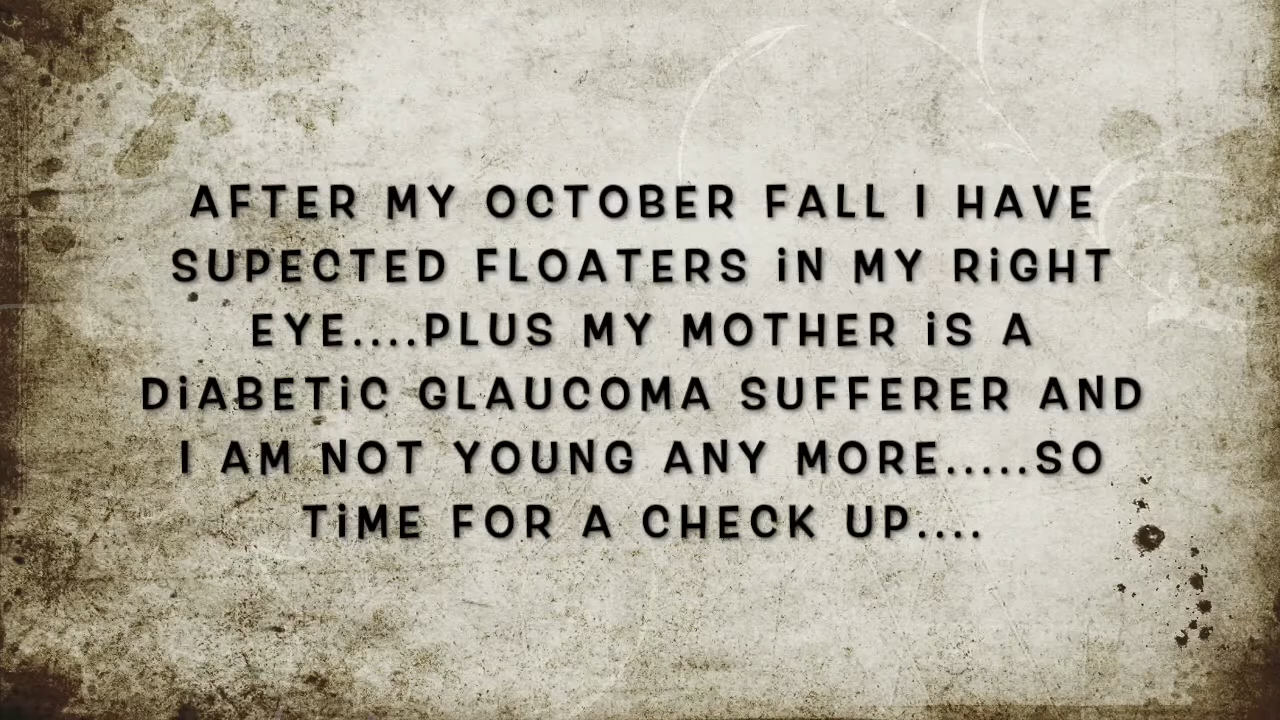 AFTER MY OCTOBER FALL I HAVE
SUPECTED FLOATERS iN MY RiGHT
EYE....PLUS MY MOTHER iS A
DiABETiC GLAUCOMA SUFFERER AND
I AM NOT YOUNG ANY MORE.....SO
TiME FOR A CHECK UP....